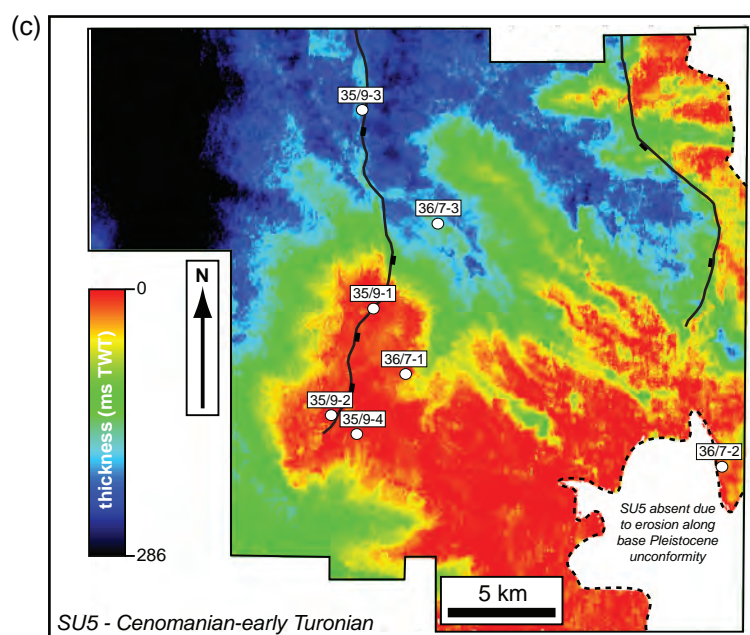 (c)
35/9-3
36/7-3
N
0
35/9-1
36/7-1
thickness (ms TWT)
35/9-2
35/9-4
36/7-2
SU5 absent due
to erosion along
base Pleistocene
unconformity
286
5 km
SU5 - Cenomanian-early Turonian